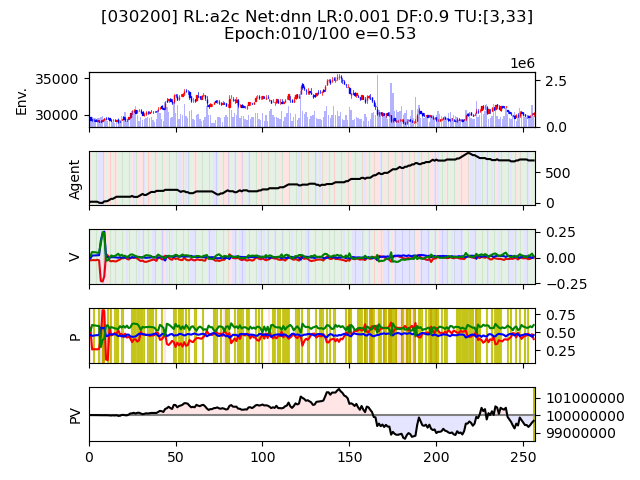 [030200] RL:a2c Net:dnn LR:0.001 DF:0.9 TU:[3,33]
Epoch:010/100 e=0.53
1e6
35000
30000
Env.
2.5
0.0
Agent
500
0
V
0.25
0.00
−0.25
P
0.75
0.50
0.25
PV
101000000
100000000
99000000
0 50 100 150 200 250